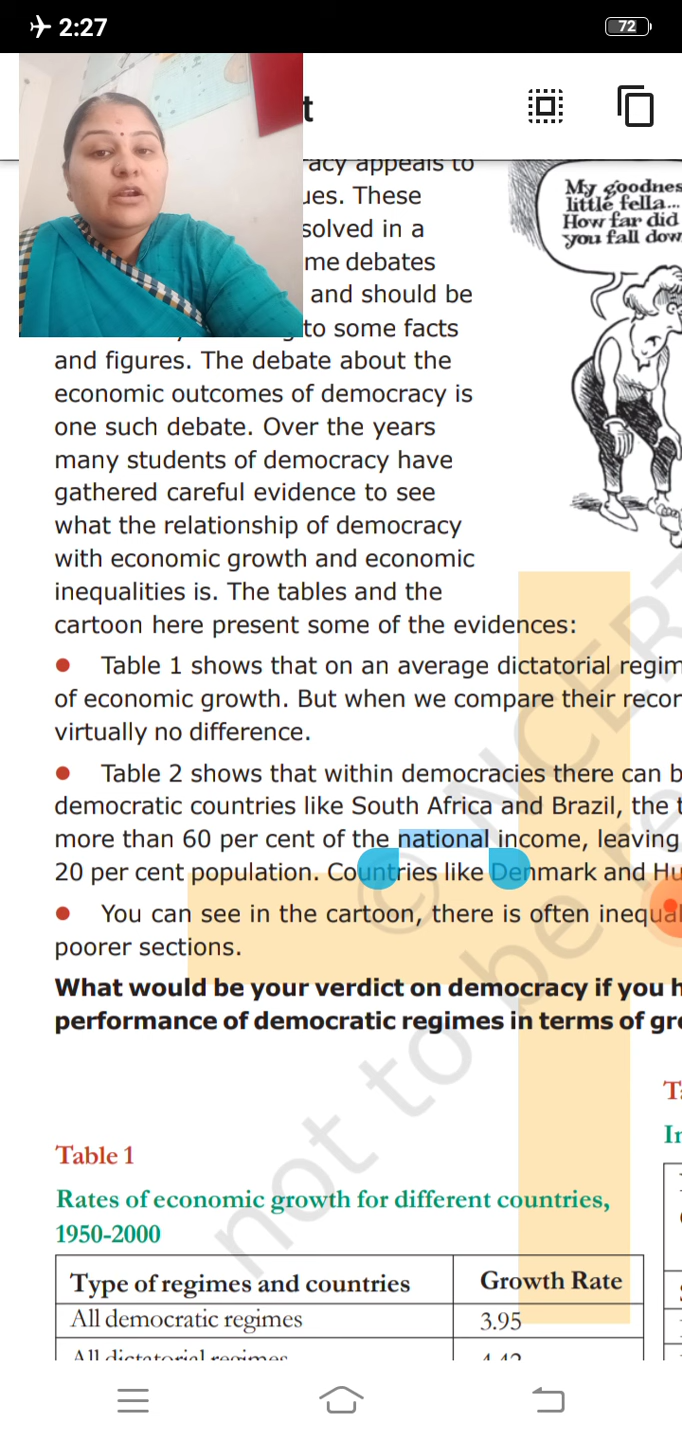 2:27
72
t
acy appeals to
ues. These
solved in a
me debates
and should be
to some facts
and figures. The debate about the
economic outcomes of democracy is
one such debate. Over the years
many students of democracy have
gathered careful evidence to see
what the relationship of democracy
with economic growth and economic
inequalities is. The tables and the
cartoon here present some of the evidences:
My goodnes
little fella...
How far did
you fall dow
● Table 1 shows that on an average dictatorial regim
of economic growth. But when we compare their recor
virtually no difference.
● Table 2 shows that within democracies there can b
democratic countries like South Africa and Brazil, the t
more than 60 per cent of the national income, leaving
20 per cent population. Countries like Denmark and Hu
● You can see in the cartoon, there is often inequal
poorer sections.
What would be your verdict on democracy if you h
performance of democratic regimes in terms of gr
© NCERT
not to be re
Table 1
Rates of economic growth for different countries,
1950-2000
Type of regimes and countries Growth Rate
All democratic regimes 3.95
All dictatorial regimes 4.42
Ta
In